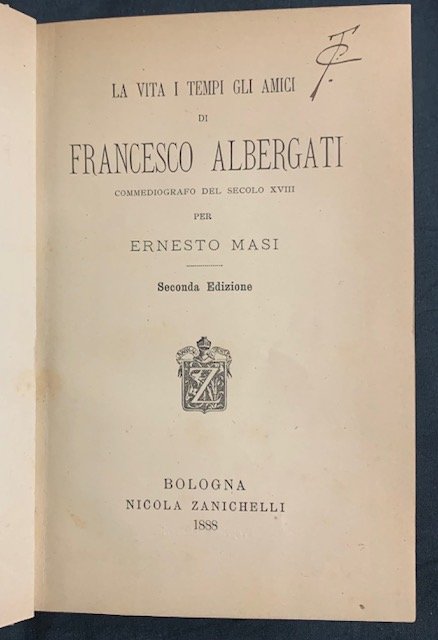 LA VITA I TEMPI GLI AMICI
DI
FRANCESCO ALBERGATI
COMMEDIOGRAFO DEL SECOLO XVIII
PER
ERNESTO MASI
Seconda Edizione
Z
BOLOGNA
NICOLA ZANICHELLI
1888